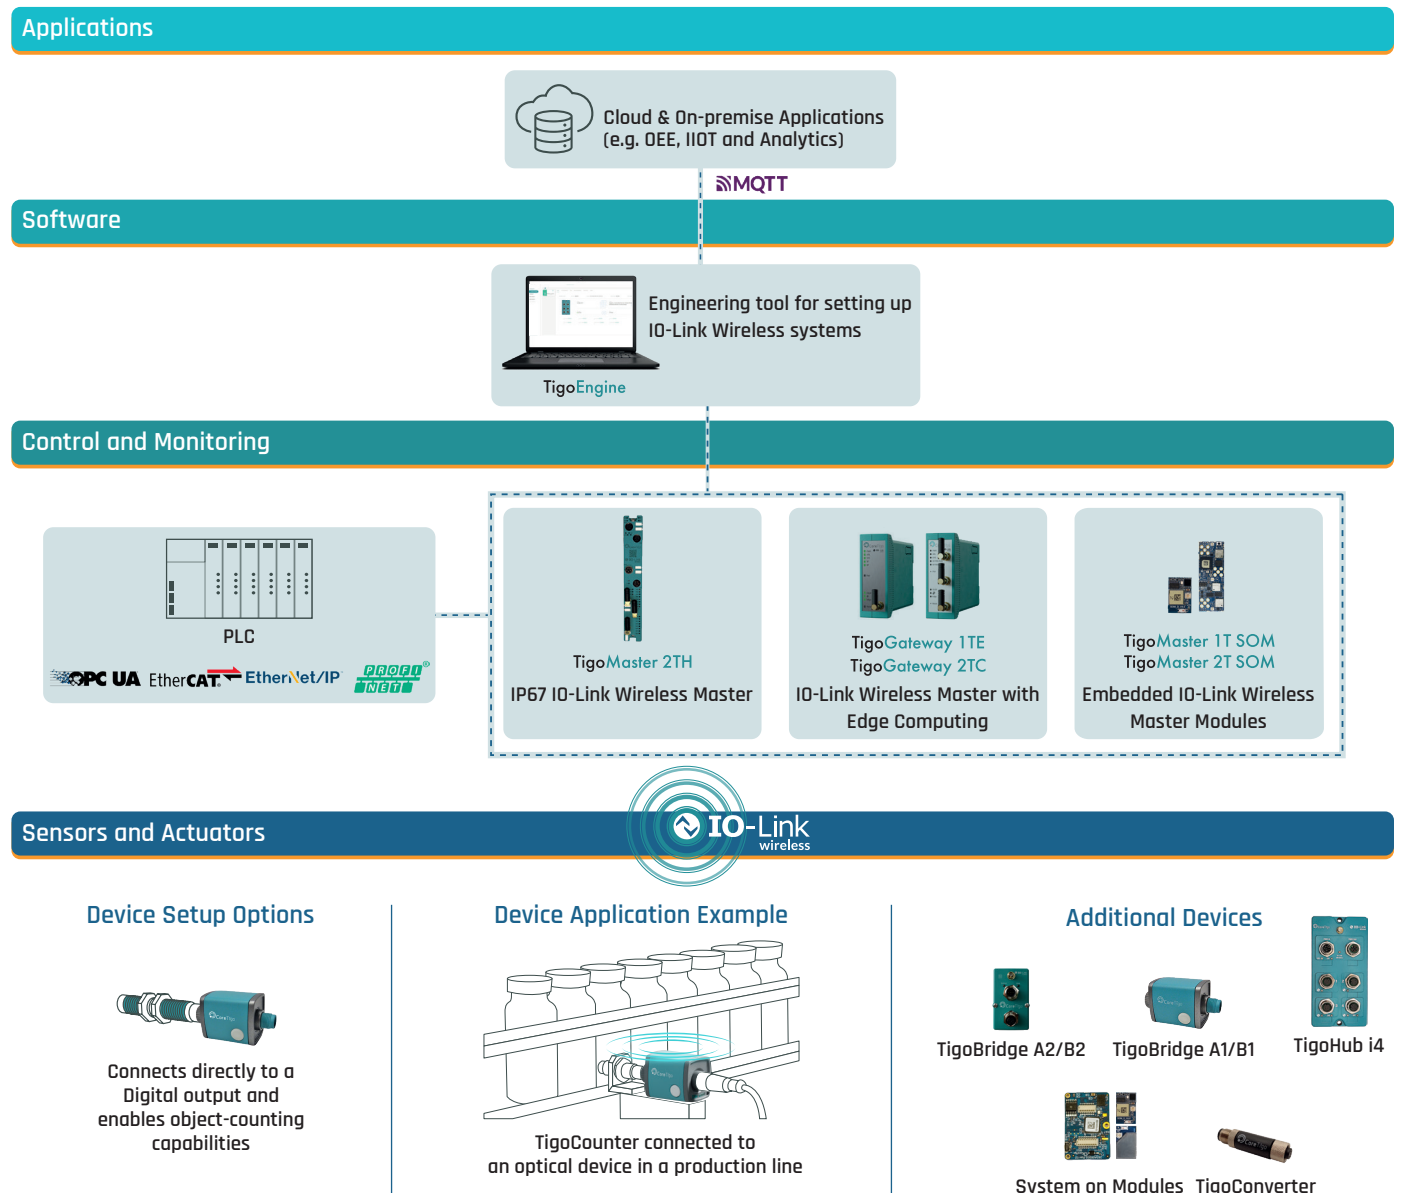 Applications
Cloud & On-premise Applications
(e.g. OEE, IIOT and Analytics)
MQTT
Software
Engineering tool for setting up
IO-Link Wireless systems
TigoEngine
Control and Monitoring
PLC
OPC UA EtherCAT EtherNet/IP PROFI
NET
TigoMaster 2TH
IP67 IO-Link Wireless Master
TigoGateway 1TE
TigoGateway 2TC
IO-Link Wireless Master with
Edge Computing
TigoMaster 1T SOM
TigoMaster 2T SOM
Embedded IO-Link Wireless
Master Modules
Sensors and Actuators
IO-Link
wireless
Device Setup Options
CoreTigo
Connects directly to a
Digital output and
enables object-counting
capabilities
Device Application Example
CoreTigo
TigoCounter connected to
an optical device in a production line
Additional Devices
TigoBridge A2/B2
CoreTigo
TigoBridge A1/B1
TigoHub i4
System on Modules
TigoConverter